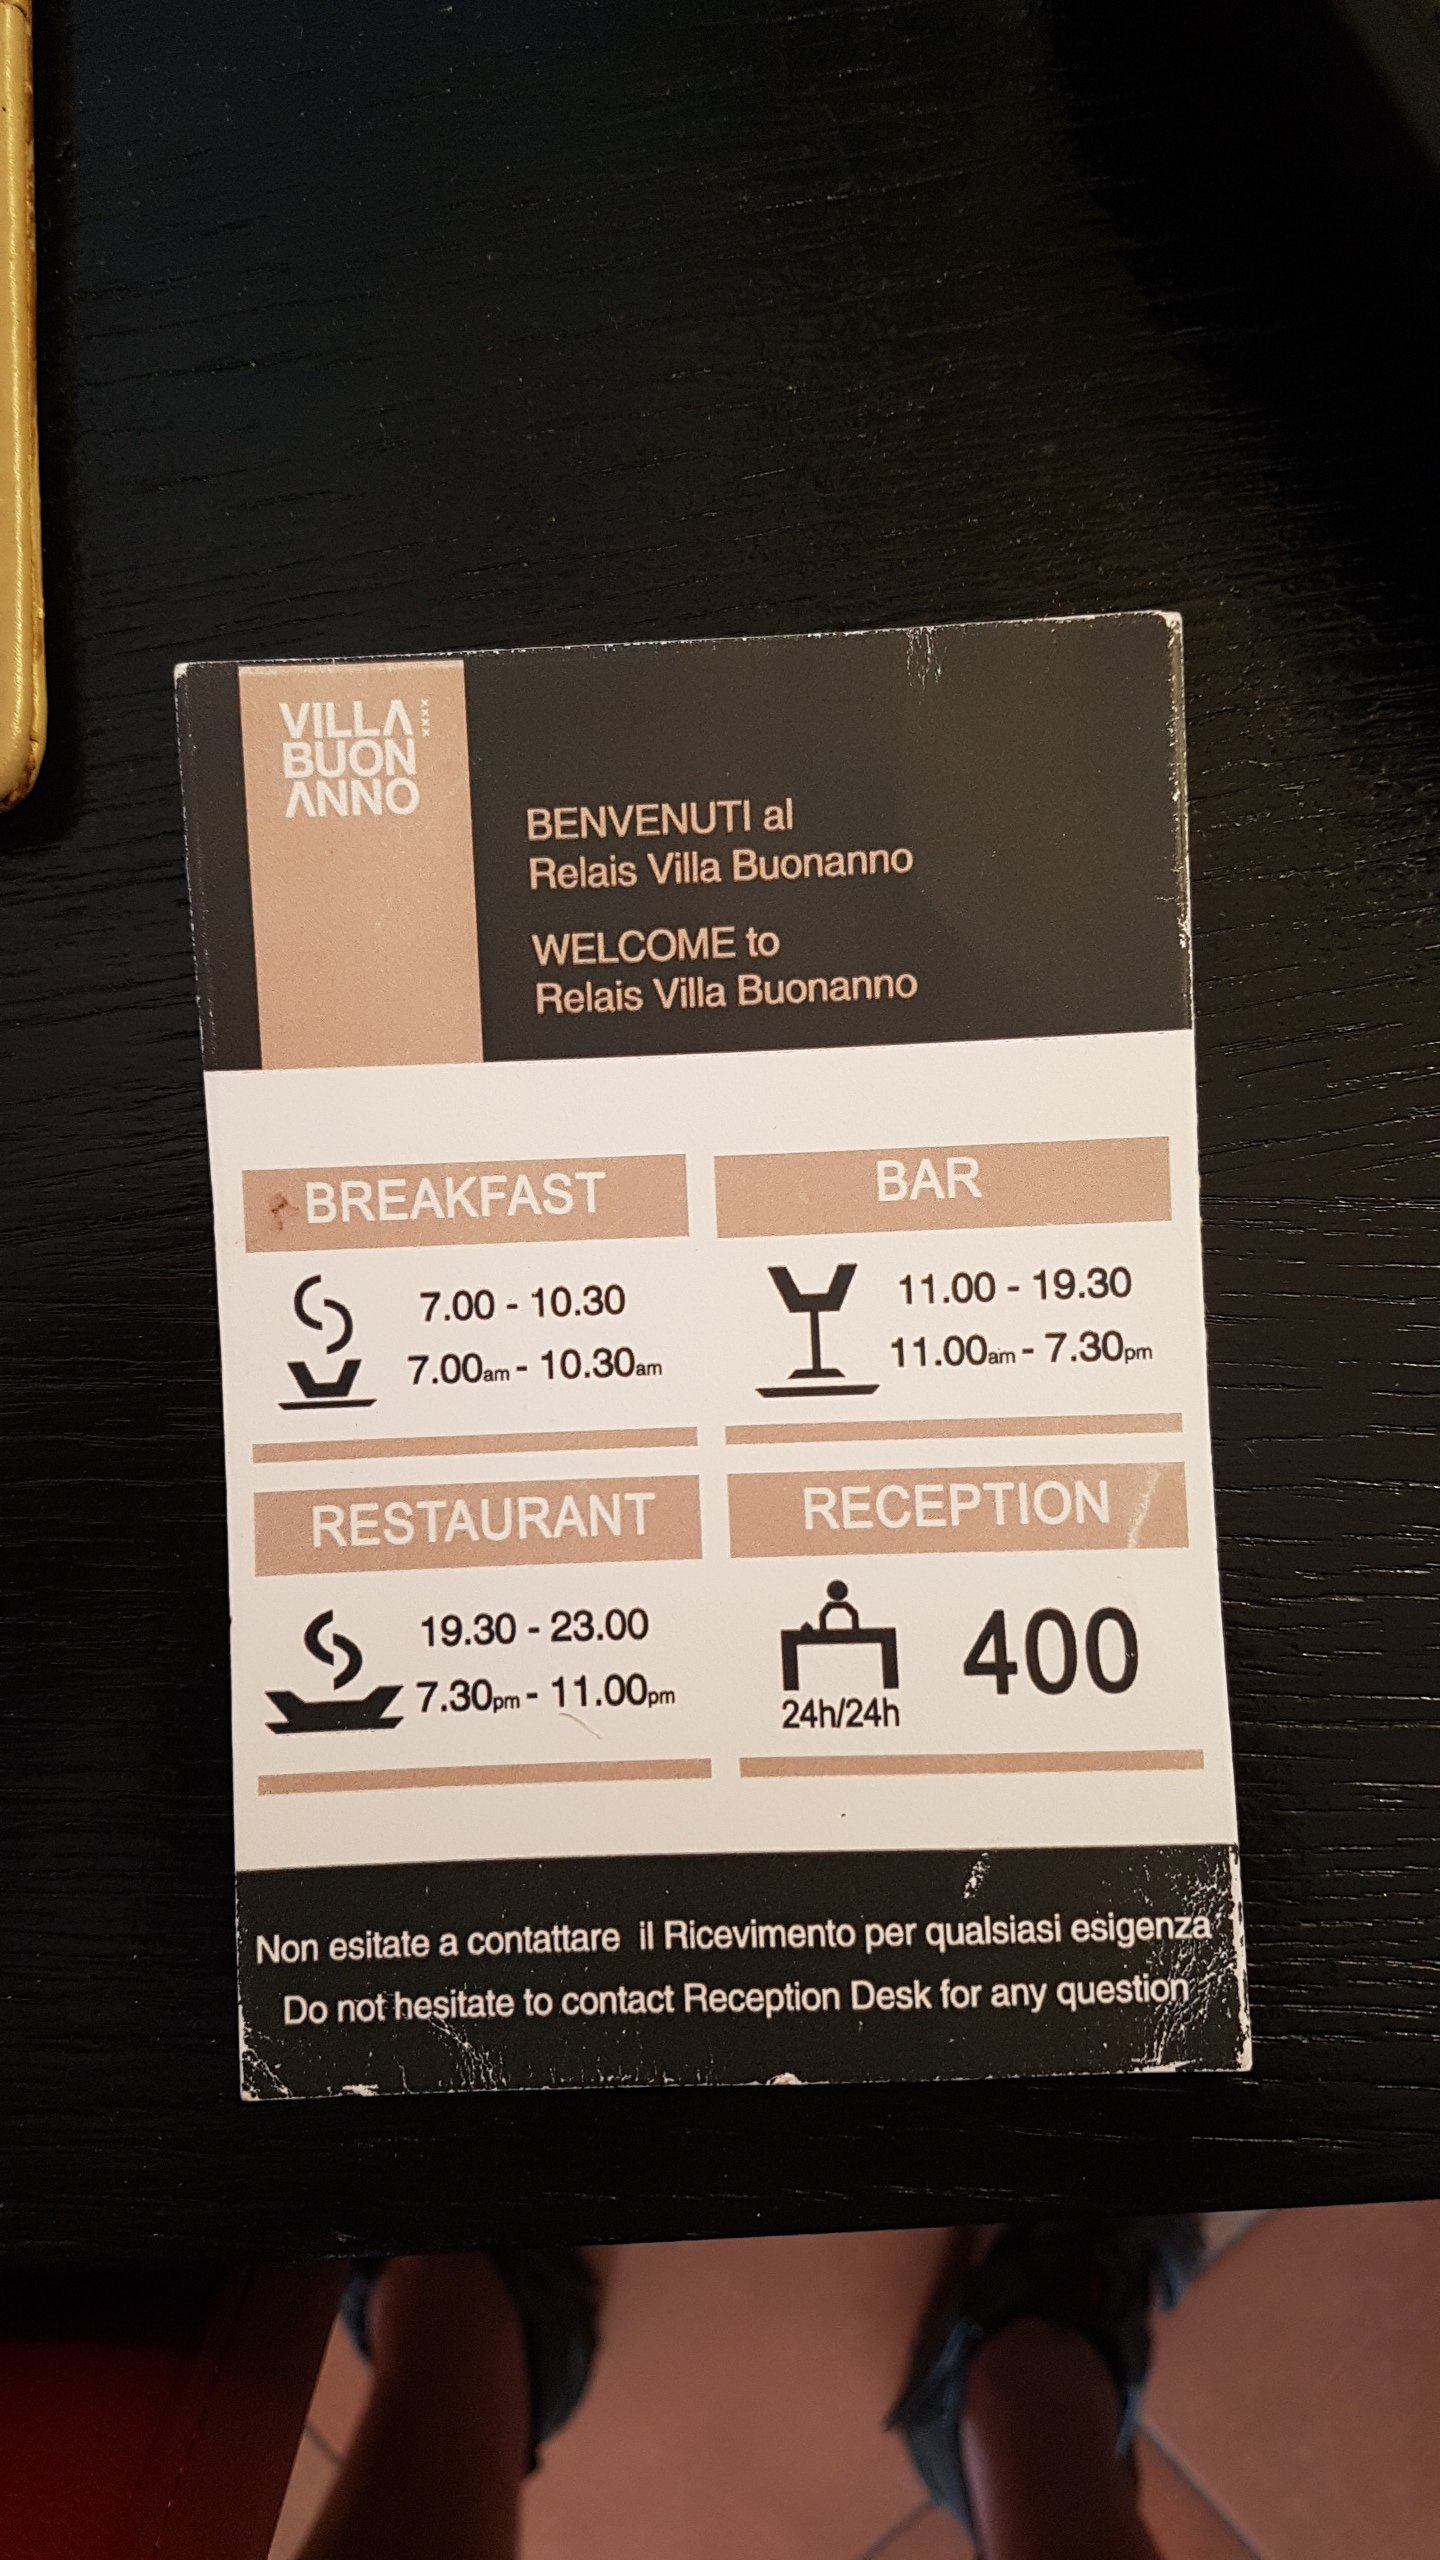 VILLA xxxx
BUON
ANNO
BENVENUTI al
Relais Villa Buonanno
WELCOME to
Relais Villa Buonanno
BREAKFAST
7.00 - 10.30
7.00am - 10.30am
BAR
11.00 - 19.30
11.00am - 7.30pm
RESTAURANT
19.30 - 23.00
7.30pm - 11.00pm
RECEPTION
24h/24h
400
Non esitate a contattare il Ricevimento per qualsiasi esigenza
Do not hesitate to contact Reception Desk for any question